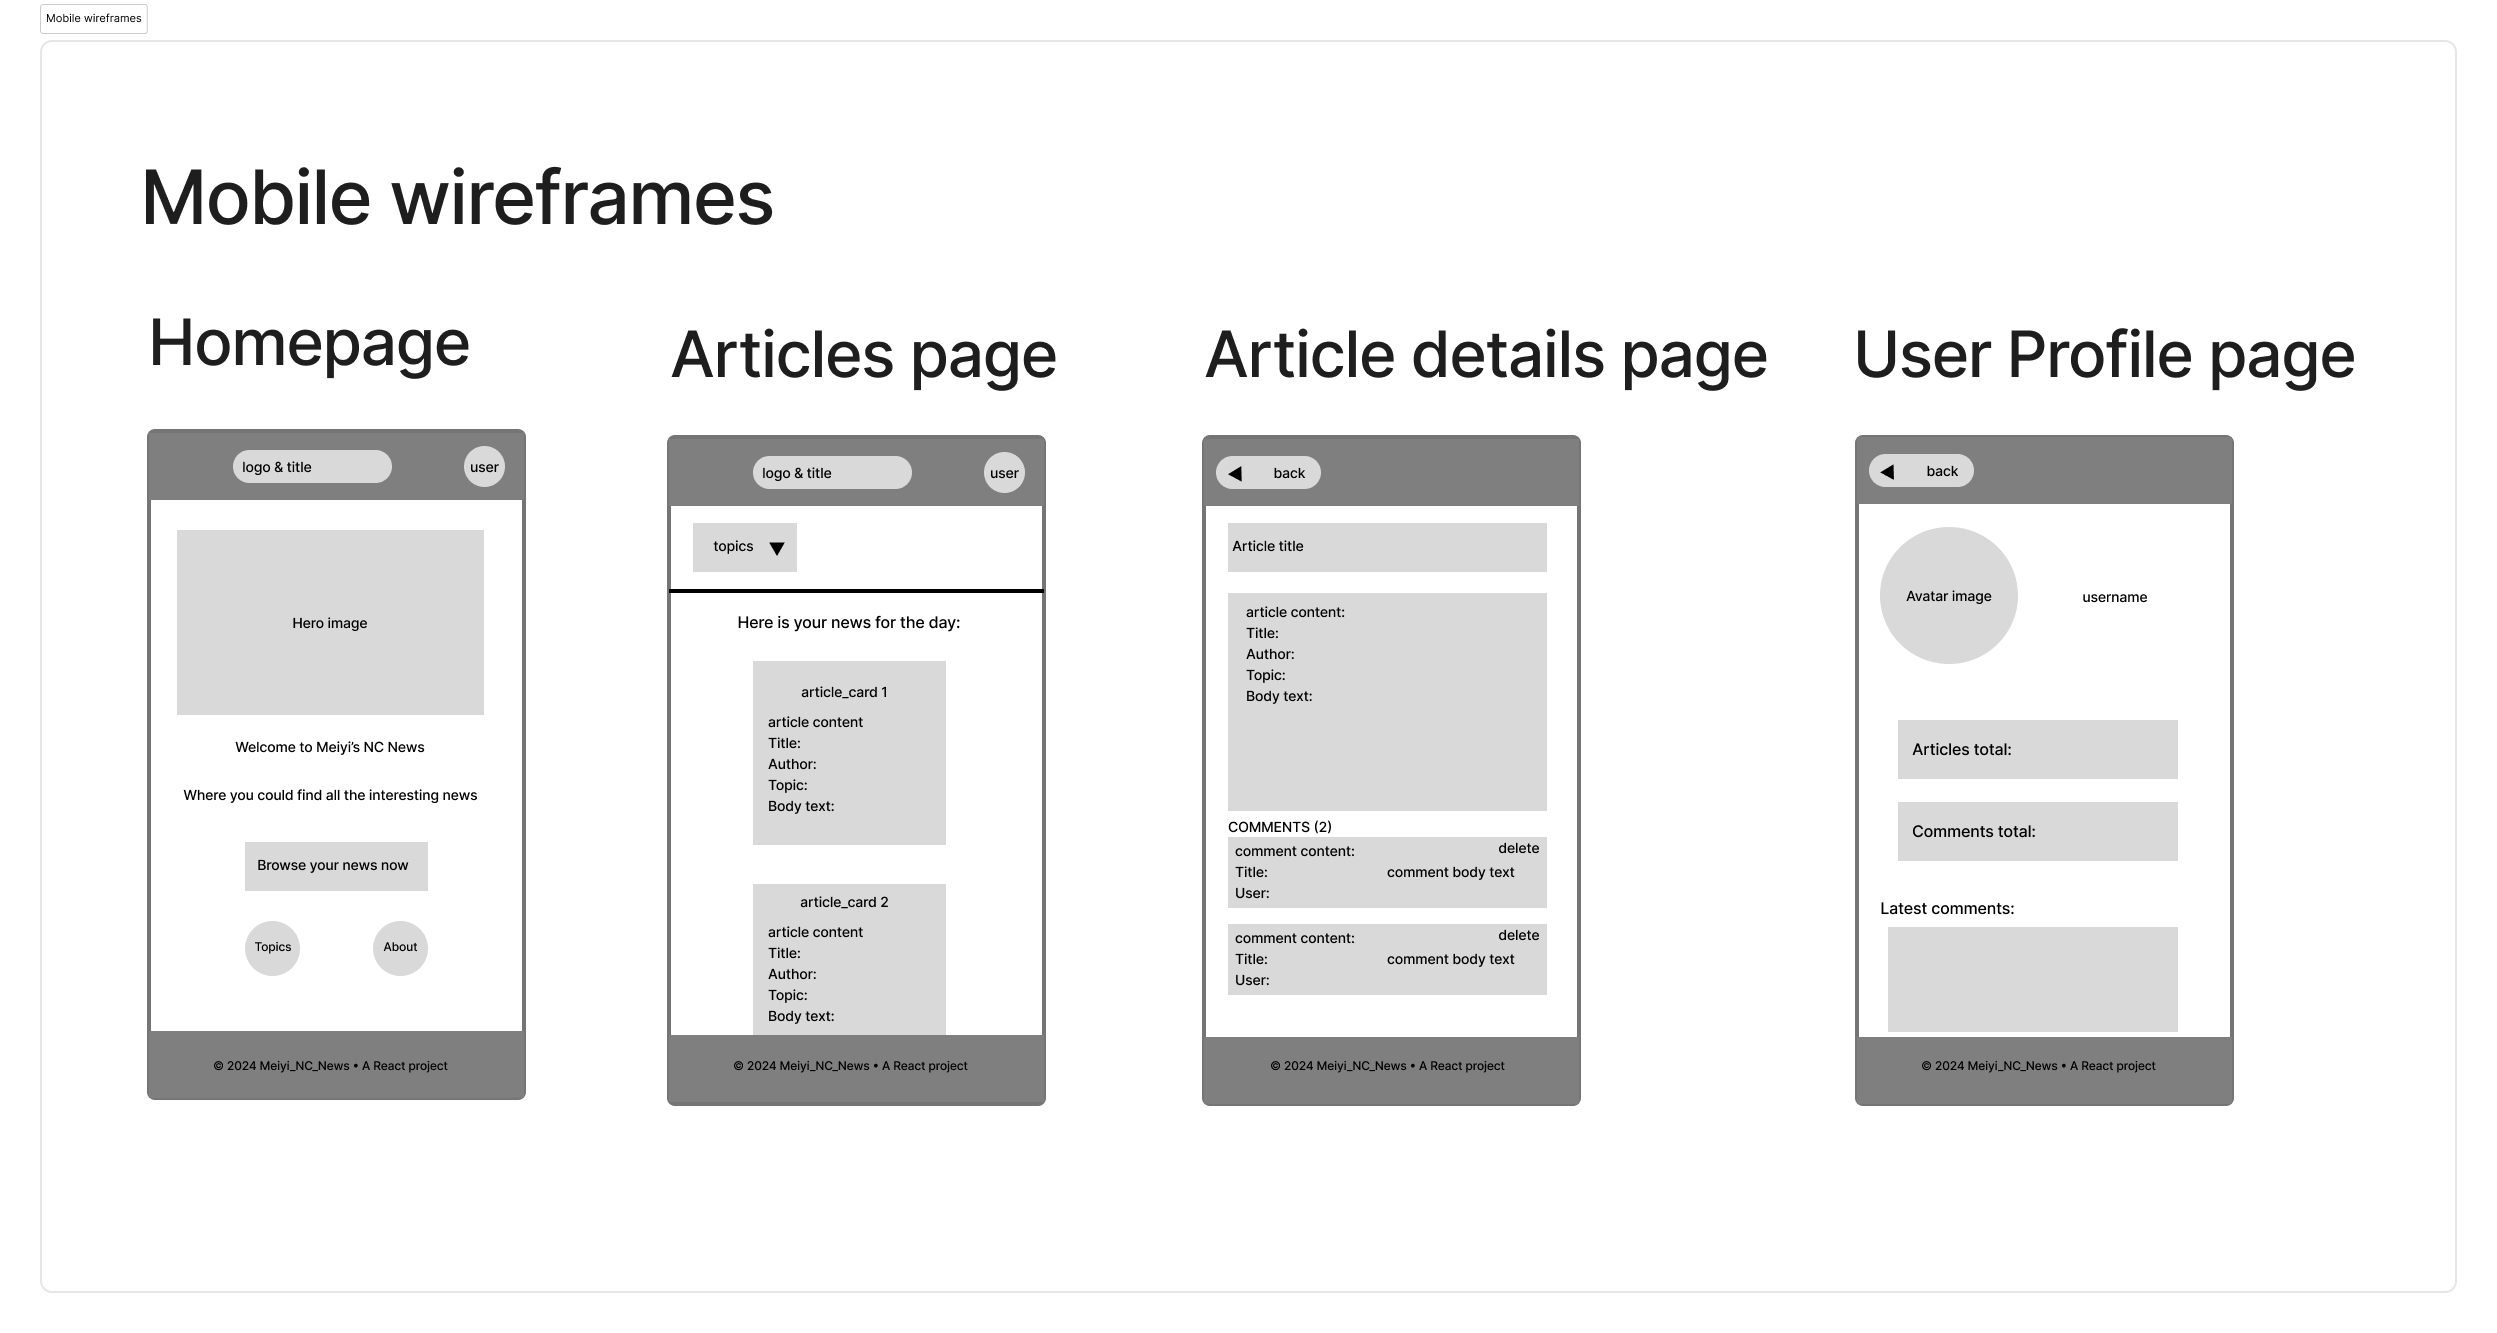 Mobile wireframes
Mobile wireframes
Homepage
logo & title
user
Hero image
Welcome to Meiyi’s NC News
Where you could find all the interesting news
Browse your news now
Topics
About
© 2024 Meiyi_NC_News • A React project
Articles page
logo & title
user
topics
Here is your news for the day:
article_card 1
article content
Title:
Author:
Topic:
Body text:
article_card 2
article content
Title:
Author:
Topic:
Body text:
© 2024 Meiyi_NC_News • A React project
Article details page
back
Article title
article content:
Title:
Author:
Topic:
Body text:
COMMENTS (2)
comment content:
delete
Title:
comment body text
User:
comment content:
delete
Title:
comment body text
User:
© 2024 Meiyi_NC_News • A React project
User Profile page
back
Avatar image
username
Articles total:
Comments total:
Latest comments:
© 2024 Meiyi_NC_News • A React project